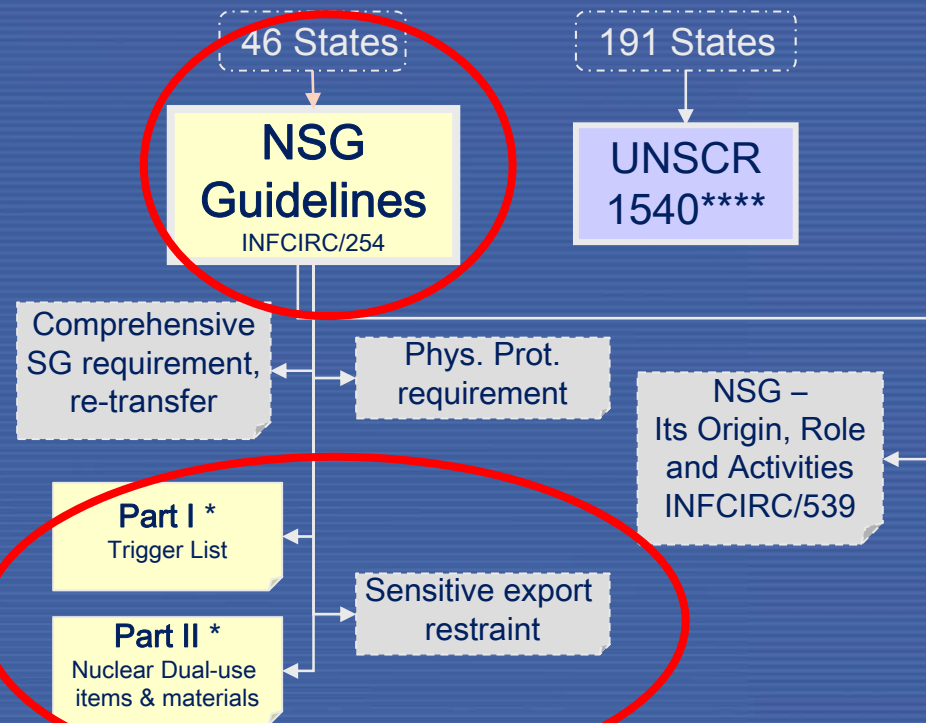 46 States
191 States
NSG
Guidelines
INFCIRC/254
UNSCR
1540****
Comprehensive
SG requirement,
re-transfer
Phys. Prot.
requirement
NSG –
Its Origin, Role
and Activities
INFCIRC/539
Part I *
Trigger List
Sensitive export
restraint
Part II *
Nuclear Dual-use
items & materials